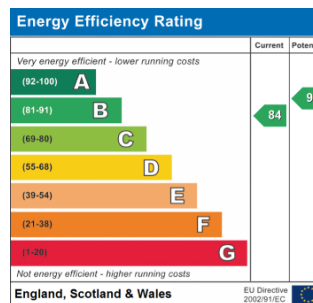 Energy Efficiency Rating
Current Poten
Very energy efficient - lower running costs
(92-100) A
(81-91) B
84
9
(69-80) C
(55-68) D
(39-54) E
(21-38) F
(1-20) G
Not energy efficient - higher running costs
England, Scotland & Wales
EU Directive
2002/91/EC